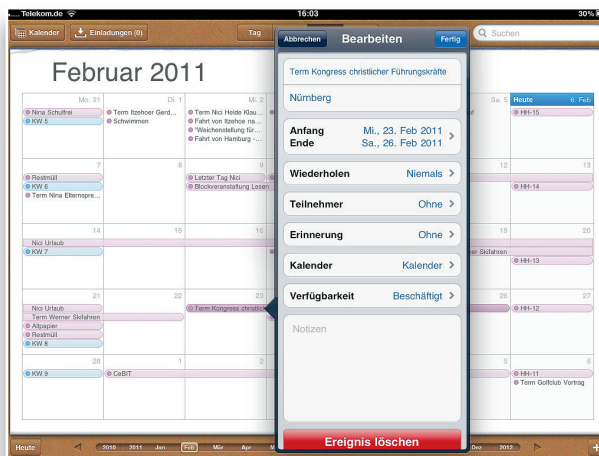 Telekom.de
16:03
30%
Kalender
Einladungen (0)
Tag
Suchen
Abbrechen
Bearbeiten
Fertig
Februar 2011
Term Kongress christlicher Führungskräfte
Nürnberg
Anfang Mi., 23. Feb 2011
Ende Sa., 26. Feb 2011
Wiederholen Niemals
Teilnehmer Ohne
Erinnerung Ohne
Kalender Kalender
Verfügbarkeit Beschäftigt
Notizen
Ereignis löschen
Mo. 31
Di. 1
Mi. 2
Sa. 5
Heute 6. Feb
Nina Schulfrei
KW 5
Term Itzehoer Gerd...
Schwimmen
Term Nici Heide Klau...
Fahrt von Itzehoe na...
"Weichenstellung für...
Fahrt von Hamburg -...
HH-15
7
8
9
12
13
Restmüll
KW 6
Term Nina Elternspre...
Letzter Tag Nici
Blockveranstaltung Lesen
HH-14
14
15
16
19
20
Nici Urlaub
KW 7
Skifahren
HH-13
21
22
23
26
27
Nici Urlaub
Term Werner Skifahren
Altpapier
Restmüll
KW 8
Term Kongress christlic
HH-12
28
1
2
5
6
KW 9
CeBIT
HH-11
Term Golfclub Vortrag
Heute
2010
2011
Jan
Feb
Mär
Apr
Dez
2012